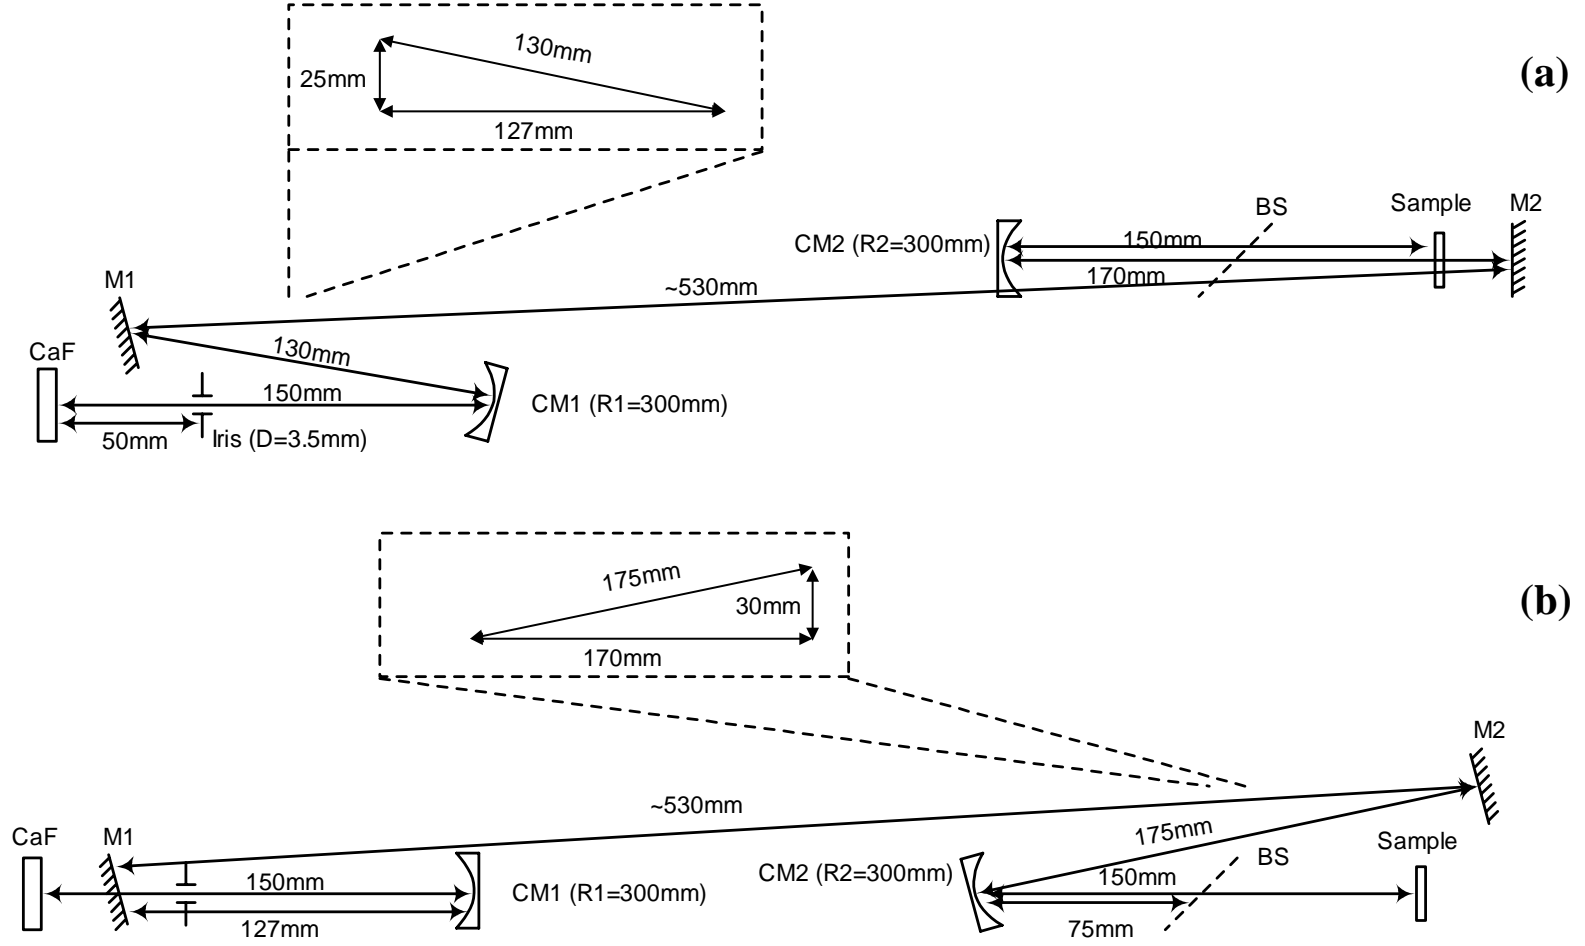 (a)
130mm
25mm
127mm
Sample
M2
BS
CM2 (R2=300mm)
150mm
170mm
~530mm
M1
130mm
CaF
150mm
CM1 (R1=300mm)
50mm
Iris (D=3.5mm)
(b)
175mm
30mm
170mm
M2
~530mm
CaF
M1
175mm
Sample
BS
CM2 (R2=300mm)
150mm
150mm
CM1 (R1=300mm)
127mm
75mm